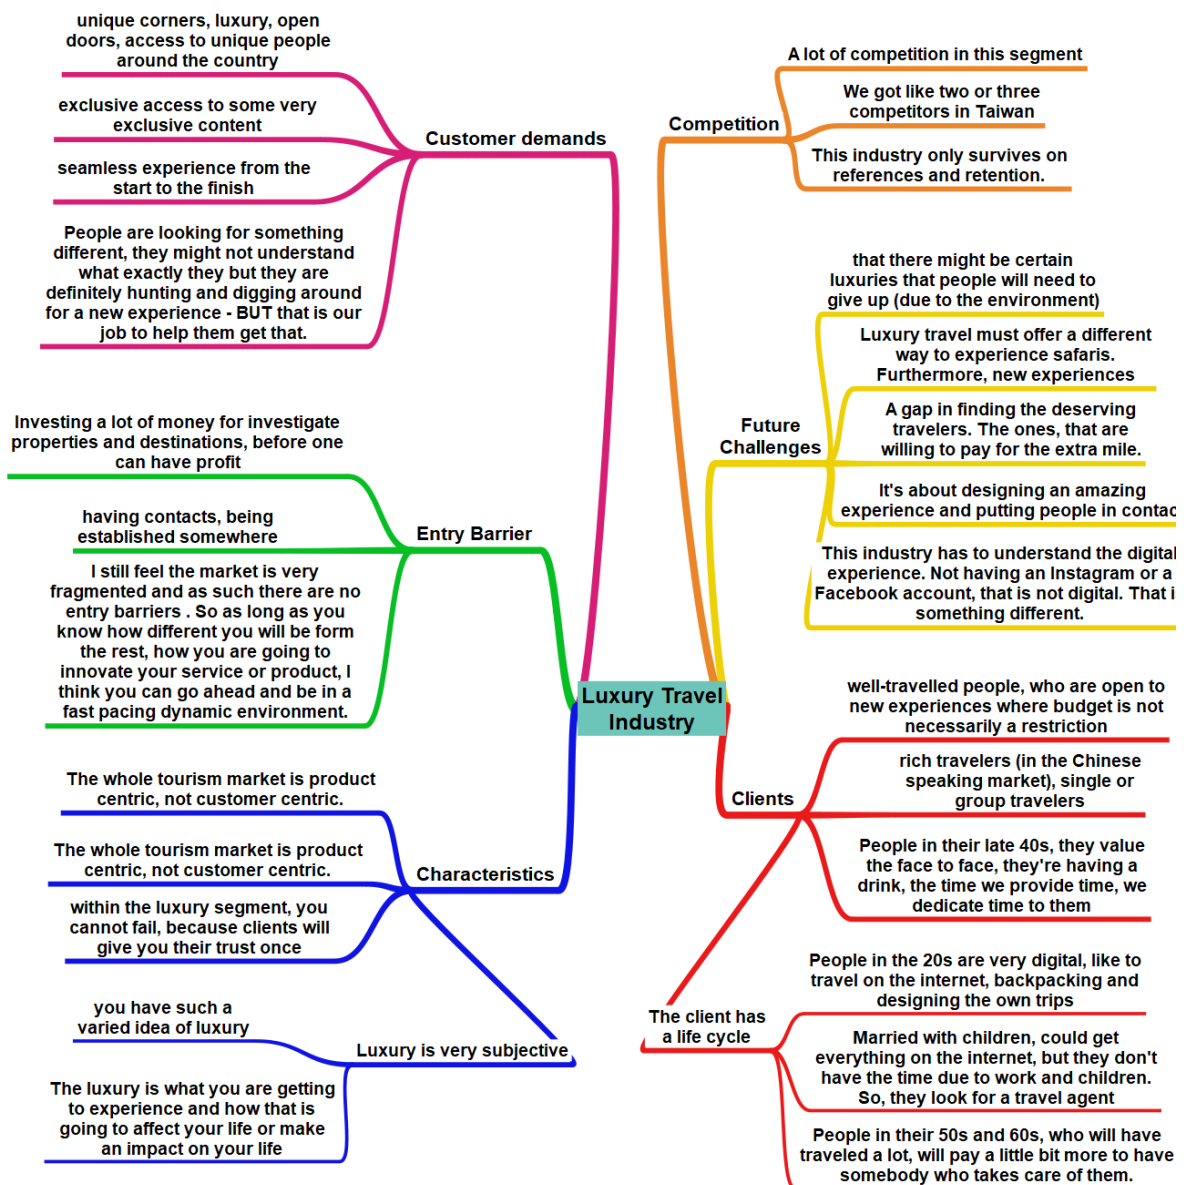 unique corners, luxury, open
doors, access to unique people
around the country
exclusive access to some very
exclusive content
seamless experience from the
start to the finish
People are looking for something
different, they might not understand
what exactly they but they are
definitely hunting and digging around
for a new experience - BUT that is our
job to help them get that.
Customer demands
Investing a lot of money for investigate
properties and destinations, before one
can have profit
having contacts, being
established somewhere
I still feel the market is very
fragmented and as such there are no
entry barriers . So as long as you
know how different you will be form
the rest, how you are going to
innovate your service or product, I
think you can go ahead and be in a
fast pacing dynamic environment.
Entry Barrier
The whole tourism market is product
centric, not customer centric.
The whole tourism market is product
centric, not customer centric.
within the luxury segment, you
cannot fail, because clients will
give you their trust once
Characteristics
you have such a
varied idea of luxury
The luxury is what you are getting
to experience and how that is
going to affect your life or make
an impact on your life
Luxury is very subjective
Luxury Travel
Industry
Competition
A lot of competition in this segment
We got like two or three
competitors in Taiwan
This industry only survives on
references and retention.
Future
Challenges
that there might be certain
luxuries that people will need to
give up (due to the environment)
Luxury travel must offer a different
way to experience safaris.
Furthermore, new experiences
A gap in finding the deserving
travelers. The ones, that are
willing to pay for the extra mile.
It's about designing an amazing
experience and putting people in contac
This industry has to understand the digital
experience. Not having an Instagram or a
Facebook account, that is not digital. That i
something different.
Clients
well-travelled people, who are open to
new experiences where budget is not
necessarily a restriction
rich travelers (in the Chinese
speaking market), single or
group travelers
People in their late 40s, they value
the face to face, they're having a
drink, the time we provide time, we
dedicate time to them
The client has
a life cycle
People in the 20s are very digital, like to
travel on the internet, backpacking and
designing the own trips
Married with children, could get
everything on the internet, but they don't
have the time due to work and children.
So, they look for a travel agent
People in their 50s and 60s, who will have
traveled a lot, will pay a little bit more to have
somebody who takes care of them.